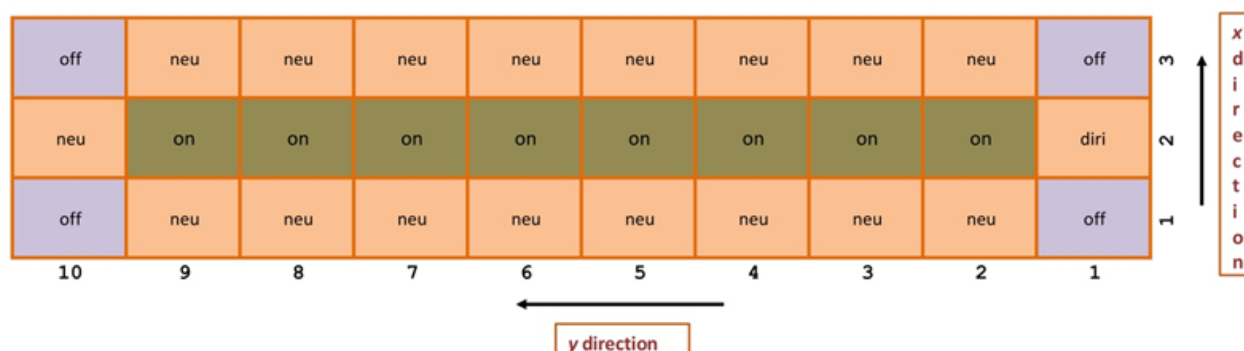 off neu neu neu neu neu neu neu neu off 3
neu on on on on on on on on diri 2
off neu neu neu neu neu neu neu neu off 1
10 9 8 7 6 5 4 3 2 1
y direction
x direction